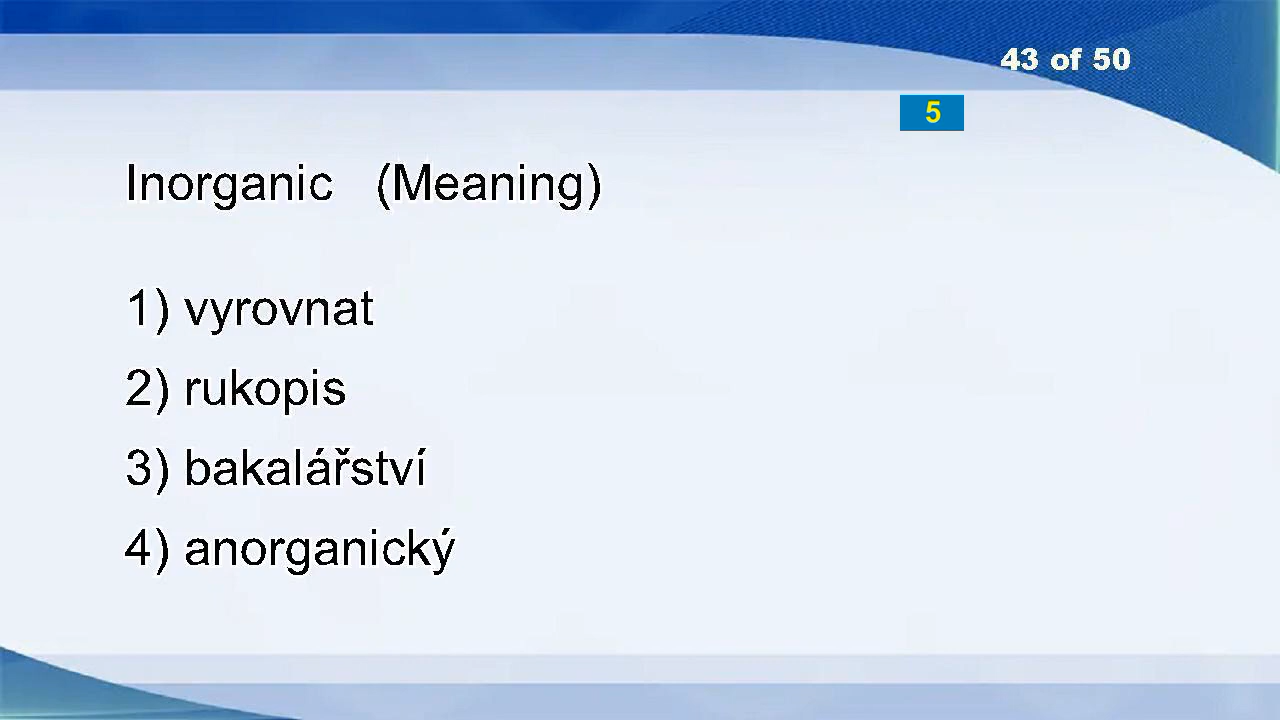 43 of 50
5
Inorganic (Meaning)
1) vyrovnat
2) rukopis
3) bakalářství
4) anorganický